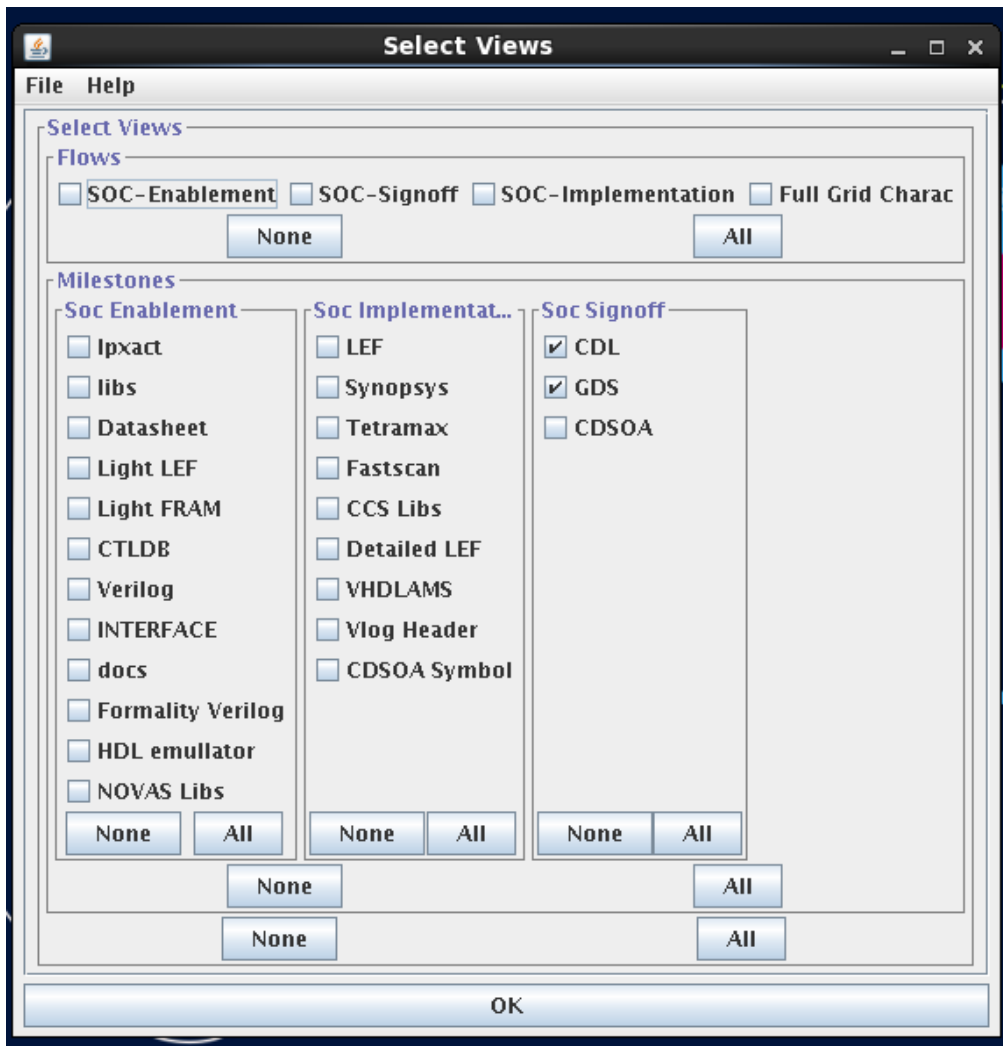 Select Views
File Help
Select Views
Flows
SOC-Enablement SOC-Signoff SOC-Implementation Full Grid Charac
None All
Milestones
Soc Enablement Soc Implementat... Soc Signoff
Ipxact LEF CDL
libs Synopsys GDS
Datasheet Tetramax CDSOA
Light LEF Fastscan
Light FRAM CCS Libs
CTLDB Detailed LEF
Verilog VHDLAMS
INTERFACE Vlog Header
docs CDSOA Symbol
Formality Verilog
HDL emullator
NOVAS Libs
None All None All None All
None All
None All
OK